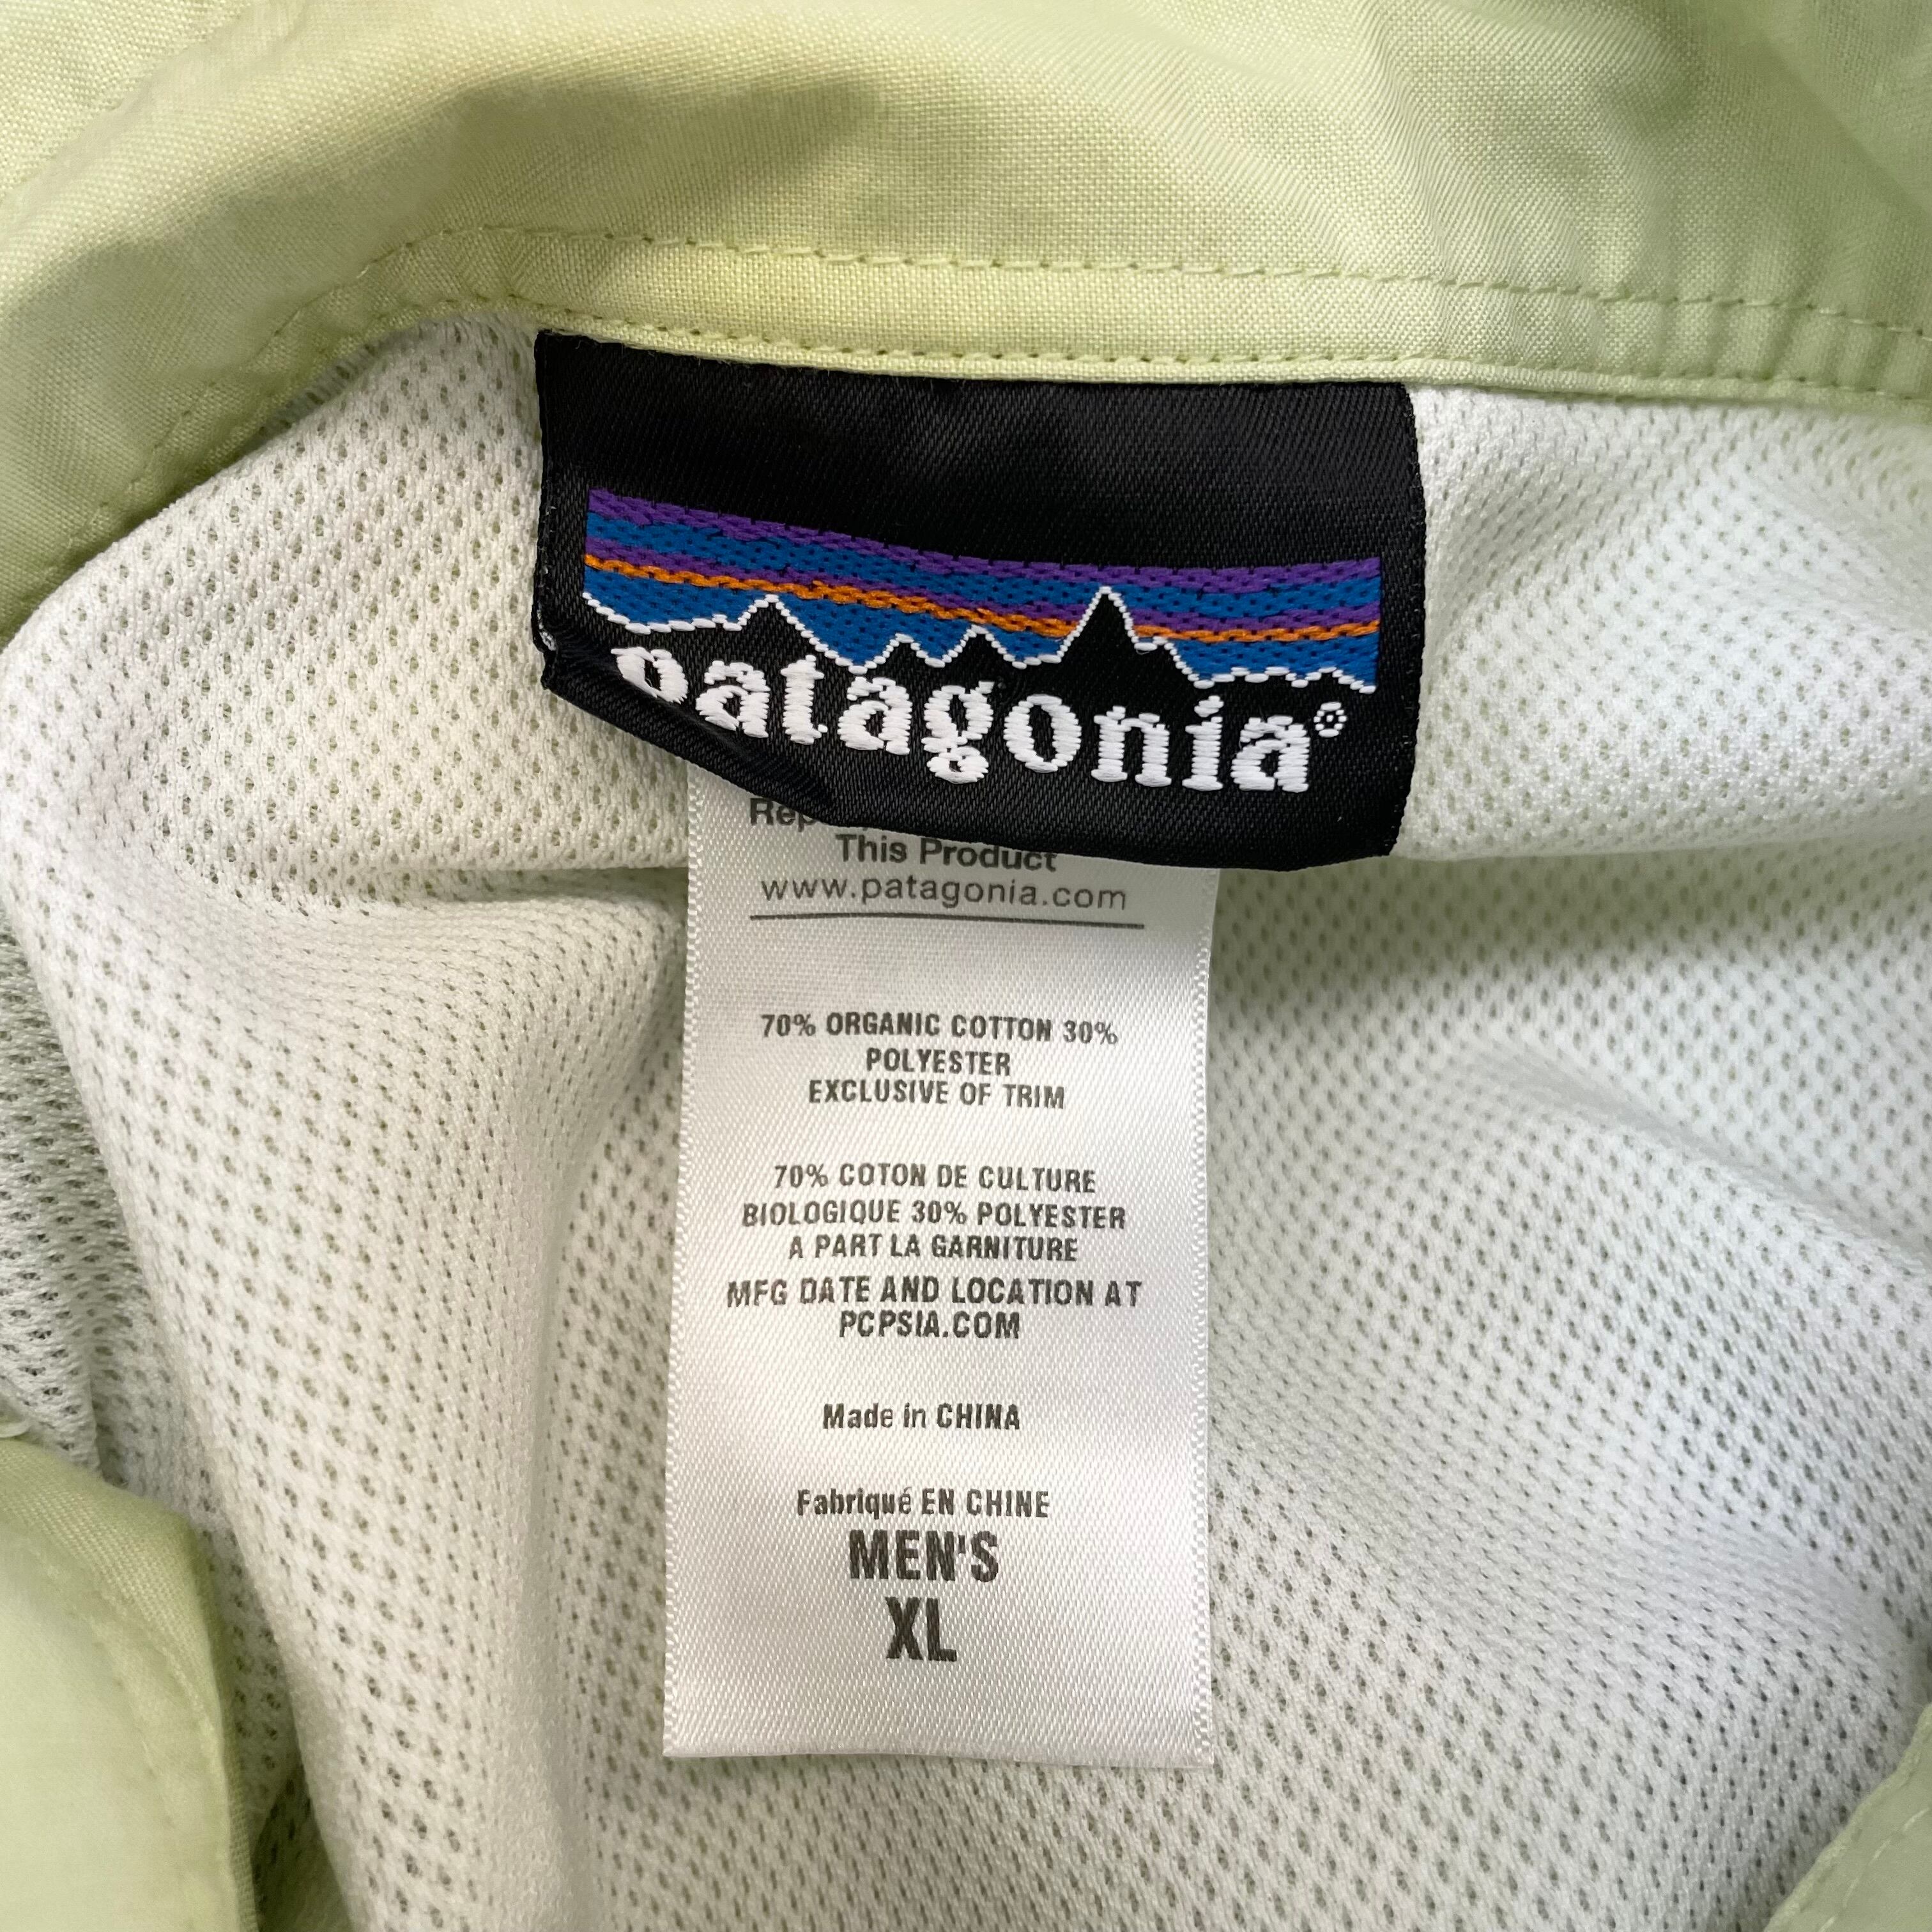 patagonia®
This Product
www.patagonia.com
70% ORGANIC COTTON 30%
POLYESTER
EXCLUSIVE OF TRIM
70% COTON DE CULTURE
BIOLOGIQUE 30% POLYESTER
A PART LA GARNITURE
MFG DATE AND LOCATION AT
PCPSIA.COM
Made in CHINA
Fabriqué EN CHINE
MEN'S
XL